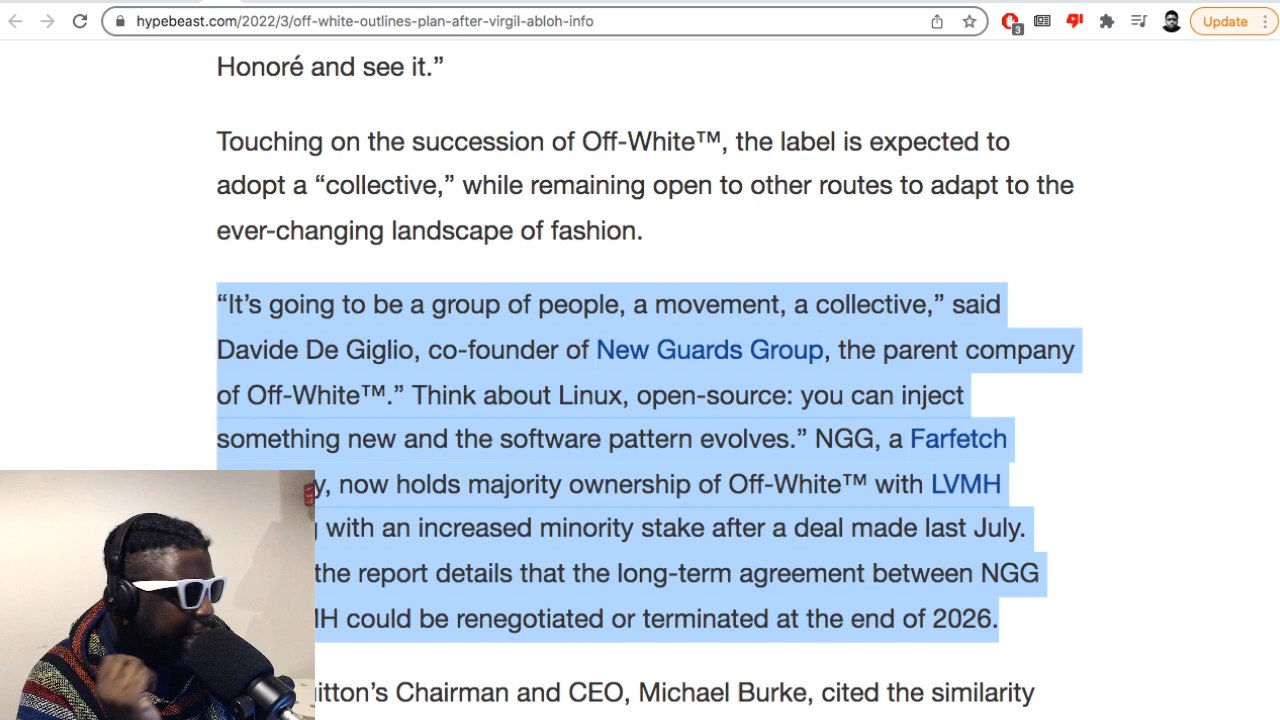 hypebeast.com/2022/3/off-white-outlines-plan-after-virgil-abloh-info
3
Update
Honoré and see it.”
Touching on the succession of Off-White™, the label is expected to
adopt a “collective,” while remaining open to other routes to adapt to the
ever-changing landscape of fashion.
“It’s going to be a group of people, a movement, a collective,” said
Davide De Giglio, co-founder of New Guards Group, the parent company
of Off-White™.” Think about Linux, open-source: you can inject
something new and the software pattern evolves.” NGG, a Farfetch
y, now holds majority ownership of Off-White™ with LVMH
with an increased minority stake after a deal made last July.
the report details that the long-term agreement between NGG
H could be renegotiated or terminated at the end of 2026.
itton’s Chairman and CEO, Michael Burke, cited the similarity